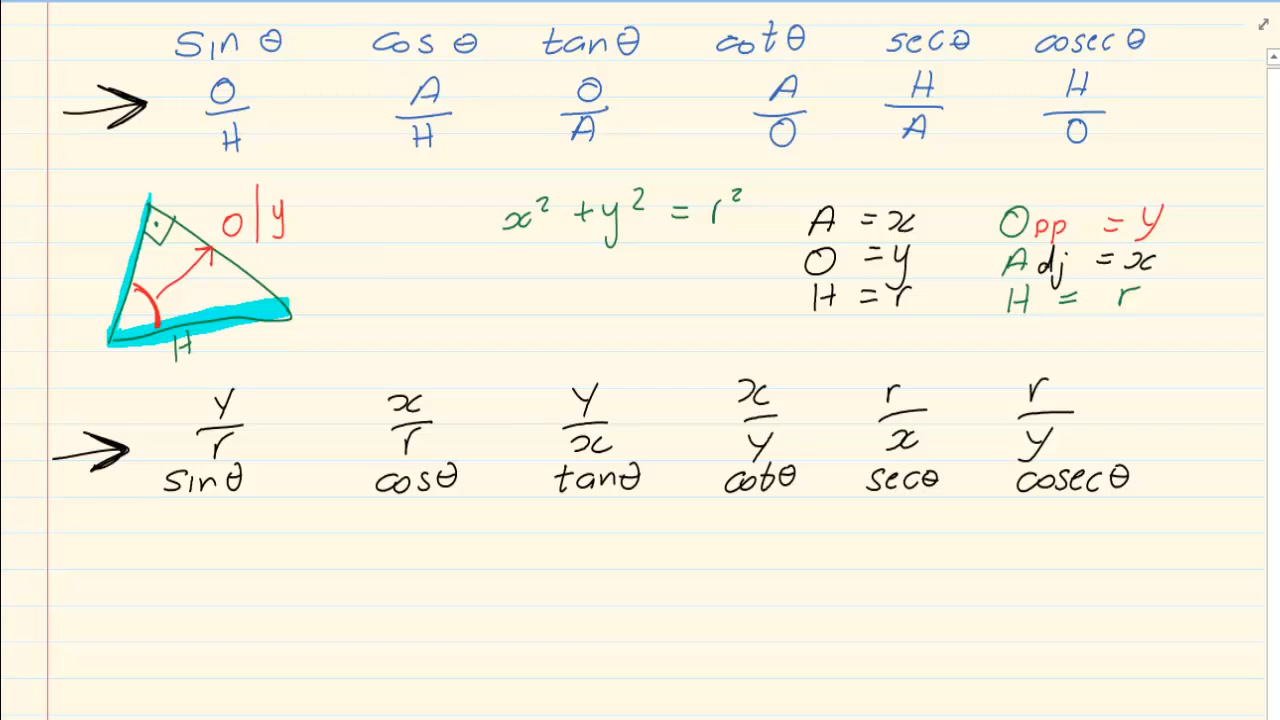 sin θ cos θ tan θ cot θ sec θ cosec θ
O/H A/H O/A A/O H/A H/O
O | y
x² + y² = r²
A = x
O = y
H = r
Opp = y
Adj = x
H = r
H
y/r x/r y/x x/y r/x r/y
sin θ cos θ tan θ cot θ sec θ cosec θ